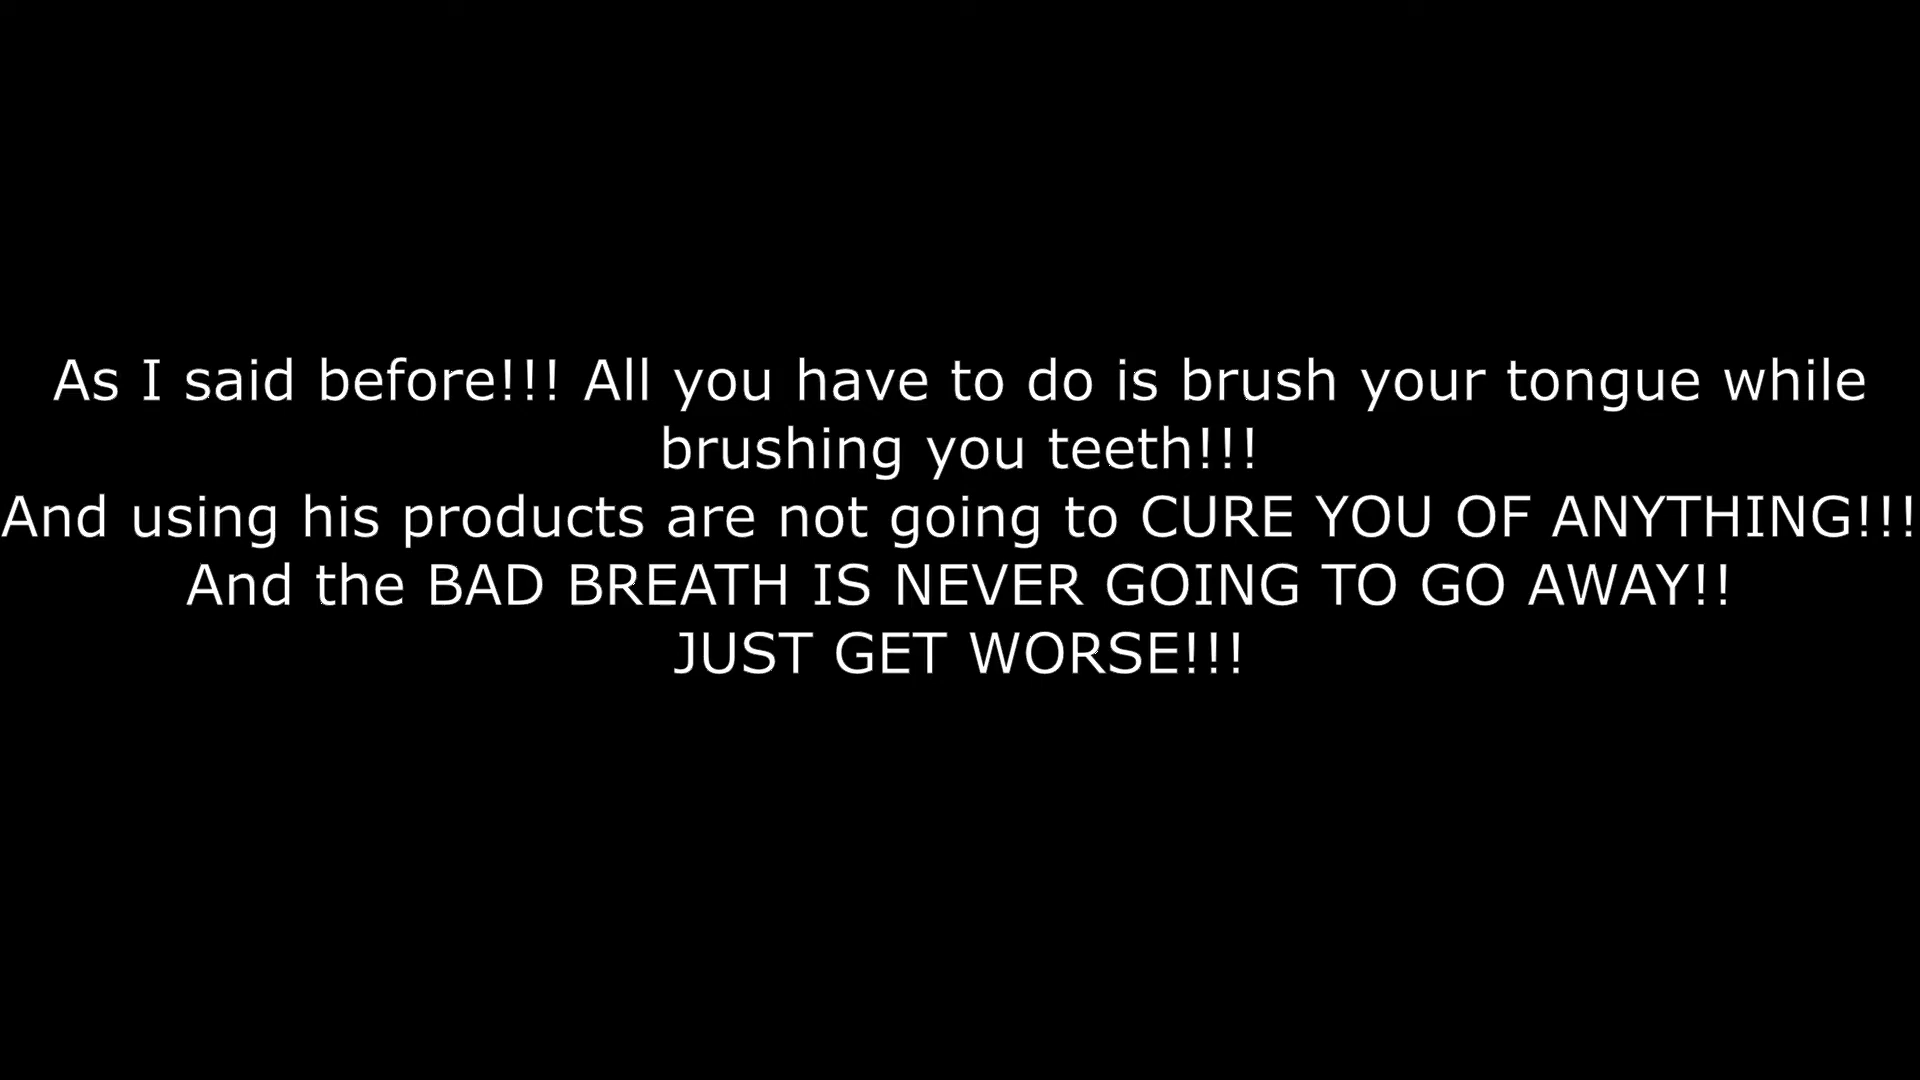 As I said before!!! All you have to do is brush your tongue while
brushing you teeth!!!
And using his products are not going to CURE YOU OF ANYTHING!!!
And the BAD BREATH IS NEVER GOING TO GO AWAY!!
JUST GET WORSE!!!